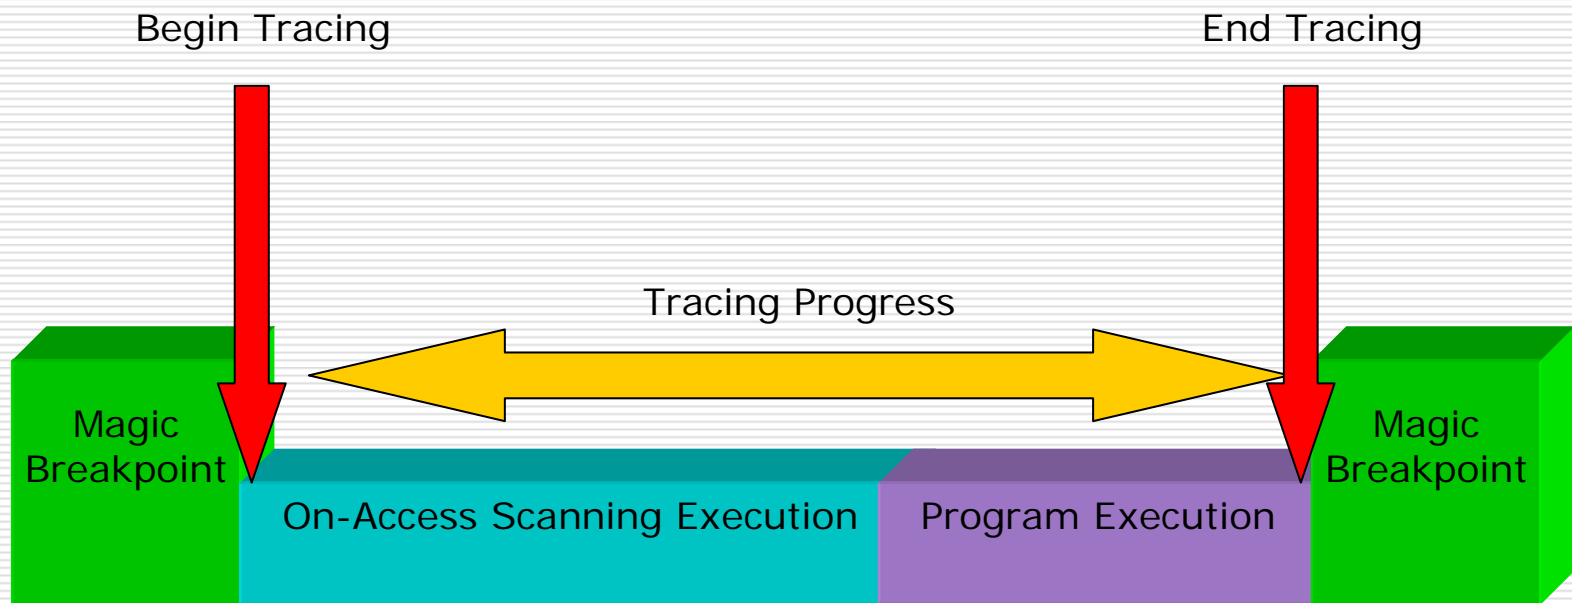 Begin Tracing
End Tracing
Tracing Progress
Magic
Breakpoint
On-Access Scanning Execution
Program Execution
Magic
Breakpoint